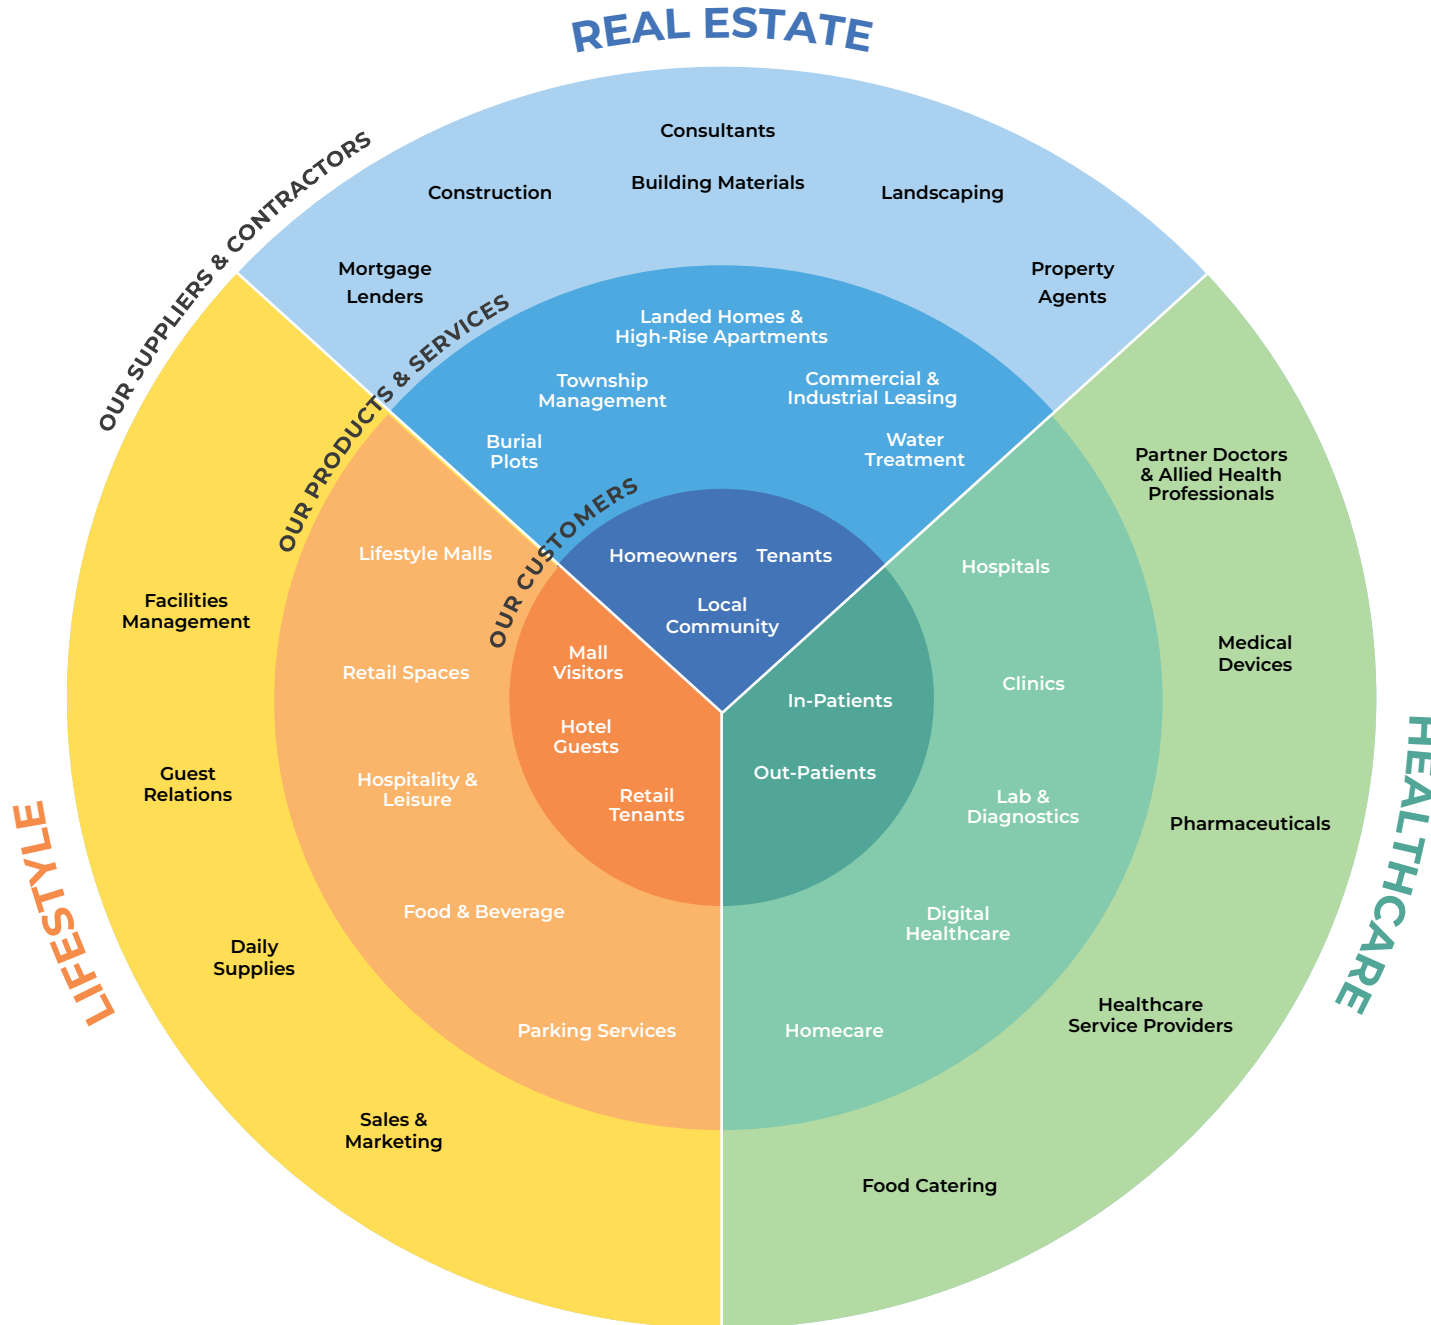 REAL ESTATE
OUR SUPPLIERS & CONTRACTORS
Consultants
Construction
Building Materials
Landscaping
Mortgage
Lenders
Property
Agents
OUR PRODUCTS & SERVICES
Landed Homes &
High-Rise Apartments
Township
Management
Commercial &
Industrial Leasing
Burial
Plots
Water
Treatment
OUR CUSTOMERS
Homeowners
Tenants
Local
Community
HEALTHCARE
Partner Doctors
& Allied Health
Professionals
Medical
Devices
Pharmaceuticals
Healthcare
Service Providers
Food Catering
Hospitals
Clinics
Lab &
Diagnostics
Digital
Healthcare
Homecare
In-Patients
Out-Patients
LIFESTYLE
Facilities
Management
Guest
Relations
Daily
Supplies
Sales &
Marketing
Lifestyle Malls
Retail Spaces
Hospitality &
Leisure
Food & Beverage
Parking Services
Mall
Visitors
Hotel
Guests
Retail
Tenants